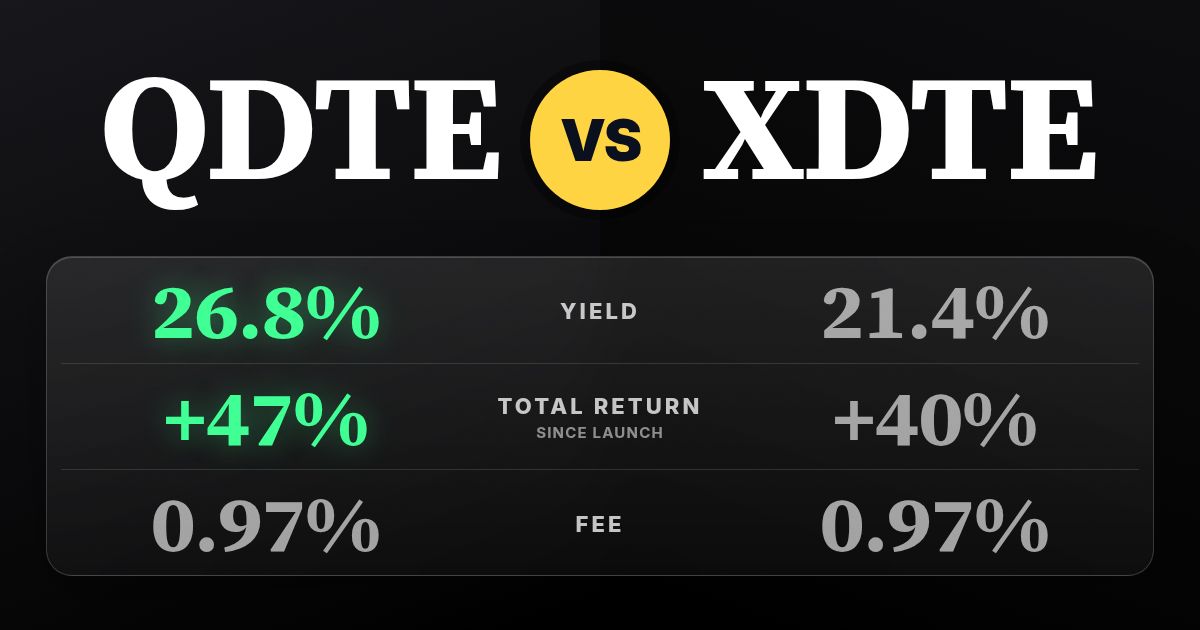 QDTE VS XDTE
26.8% YIELD 21.4%
+47% TOTAL RETURN +40%
SINCE LAUNCH
0.97% FEE 0.97%